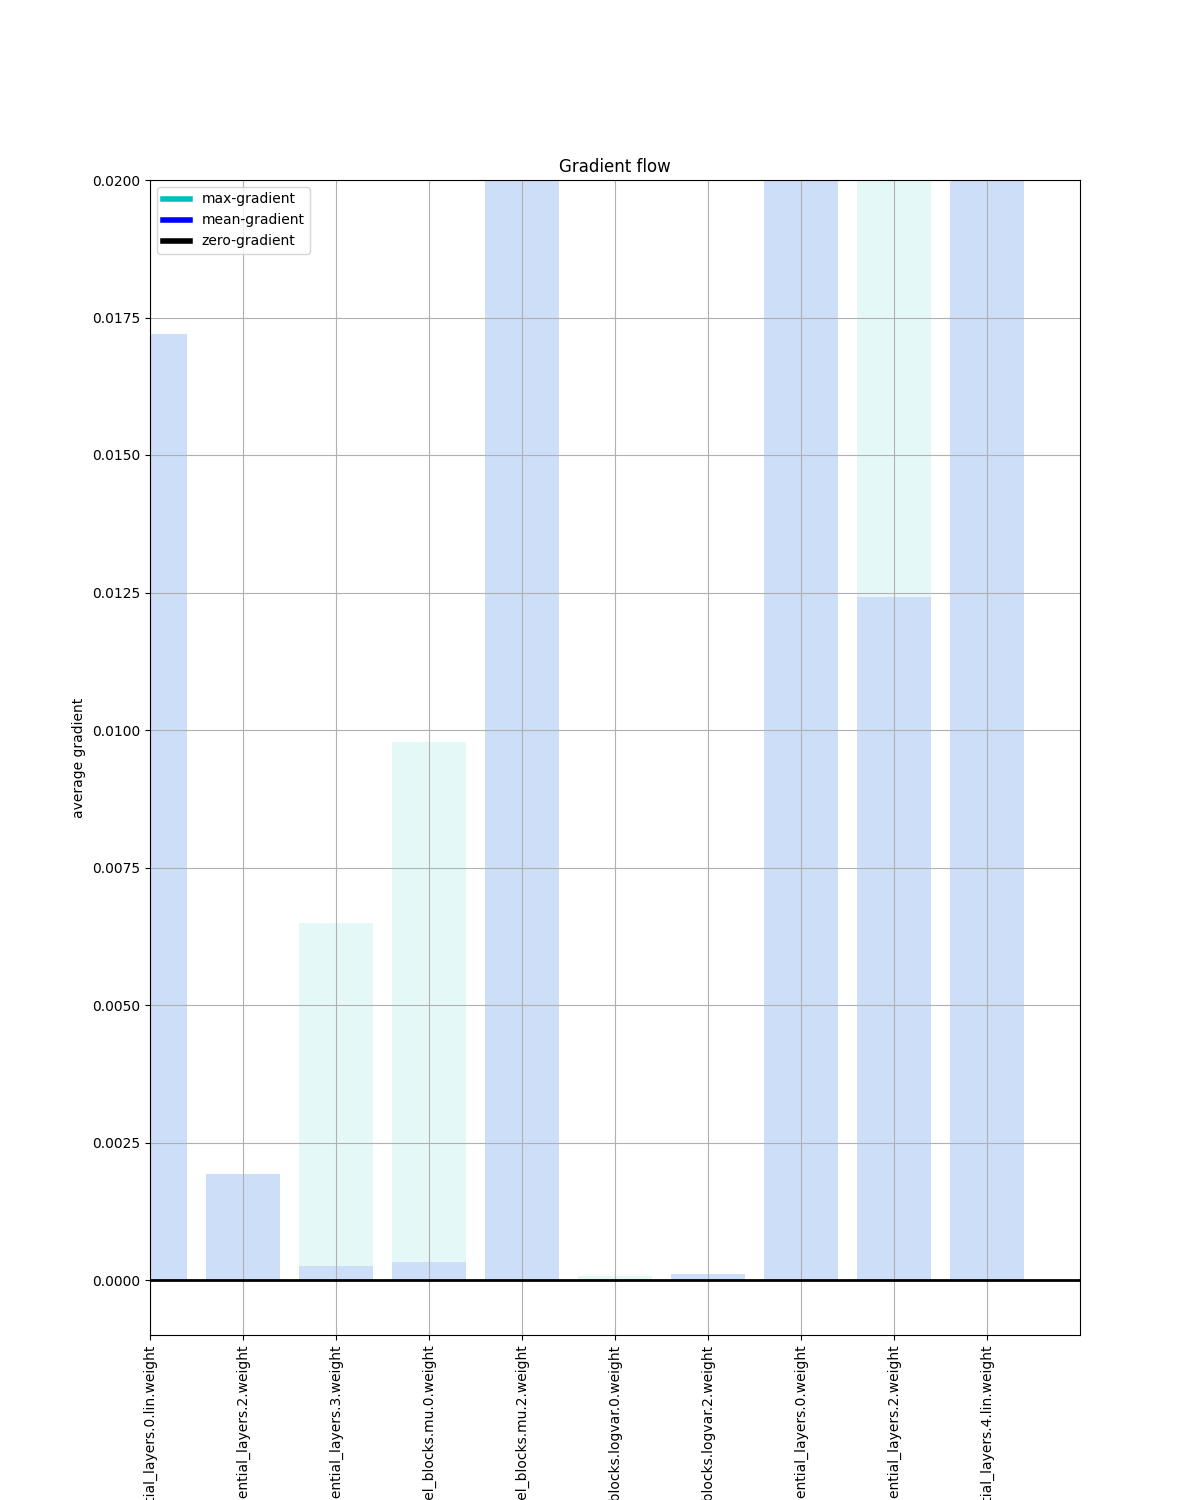 Gradient flow
max-gradient
mean-gradient
zero-gradient
0.0200
0.0175
0.0150
0.0125
0.0100
0.0075
0.0050
0.0025
0.0000
average gradient
tial_layers.0.lin.weight
ential_layers.2.weight
ential_layers.3.weight
el_blocks.mu.0.weight
el_blocks.mu.2.weight
blocks.logvar.0.weight
blocks.logvar.2.weight
ential_layers.0.weight
ential_layers.2.weight
tial_layers.4.lin.weight